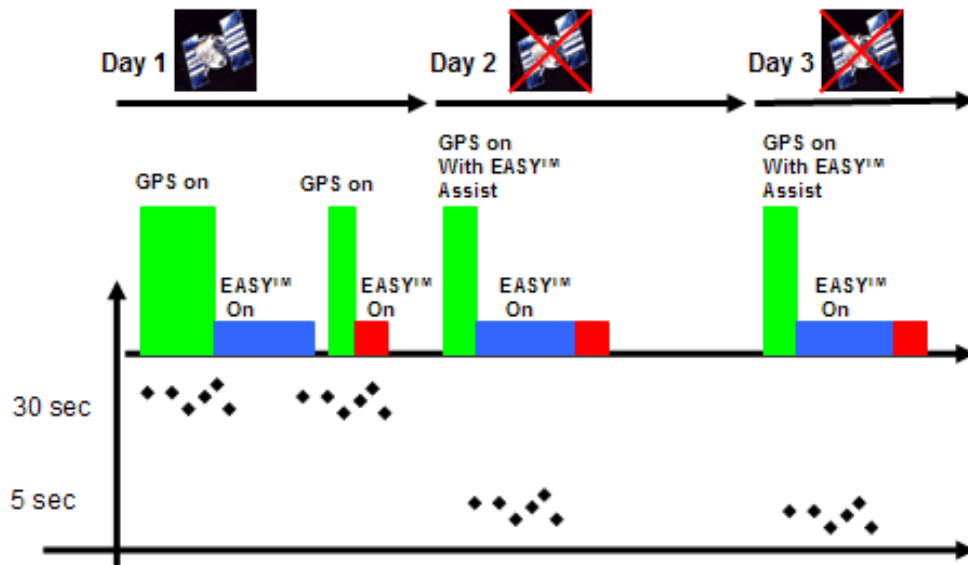 Day 1
Day 2
Day 3
GPS on
GPS on
GPS on
With EASY™
Assist
GPS on
With EASY™
Assist
EASY™
On
EASY™
On
EASY™
On
EASY™
On
30 sec
5 sec